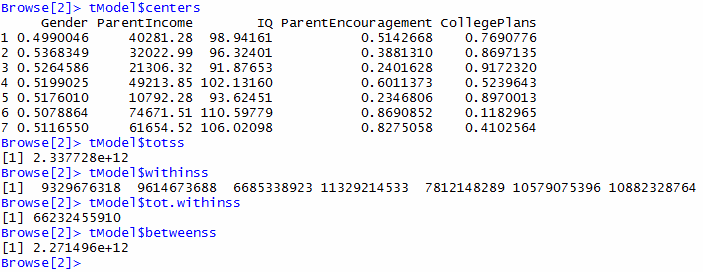 Browse[2]> tModel$centers
     Gender ParentIncome        IQ ParentEncouragement CollegePlans
1 0.4990046     40281.28  98.94161           0.5142668    0.7690776
2 0.5368349     32022.99  96.32401           0.3881310    0.8697135
3 0.5264586     21306.32  91.87653           0.2401628    0.9172320
4 0.5199025     49213.85 102.13160           0.6011373    0.5239643
5 0.5176010     10792.28  93.62451           0.2346806    0.8970013
6 0.5078864     74671.51 110.59779           0.8690852    0.1182965
7 0.5116550     61654.52 106.02098           0.8275058    0.4102564
Browse[2]> tModel$totss
[1] 2.337728e+12
Browse[2]> tModel$withinss
[1]  9329676318  9614673688  6685338923 11329214533  7812148289 10579075396 10882328764
Browse[2]> tModel$tot.withinss
[1] 66232455910
Browse[2]> tModel$betweenss
[1] 2.271496e+12
Browse[2]>